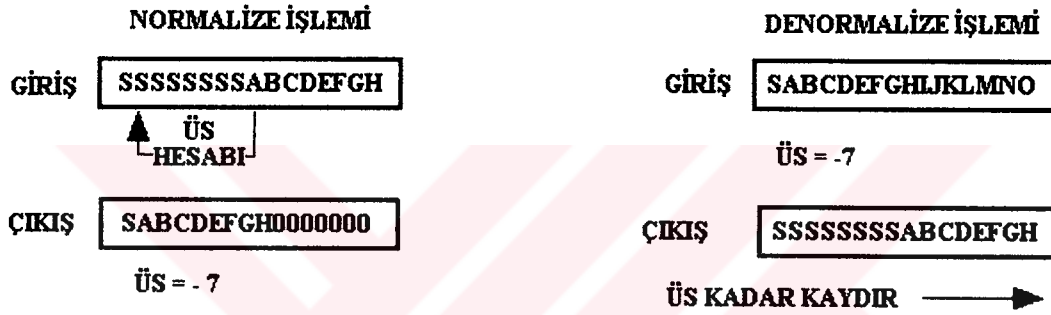 NORMALİZE İŞLEMİ
GİRİŞ SSSSSSSSABCDEFGH
ÜS
HESABI
ÇIKIŞ SABCDEFGH0000000
ÜS = - 7
DENORMALİZE İŞLEMİ
GİRİŞ SABCDEFGHIJKLMNO
ÜS = -7
ÇIKIŞ SSSSSSSSABCDEFGH
ÜS KADAR KAYDIR